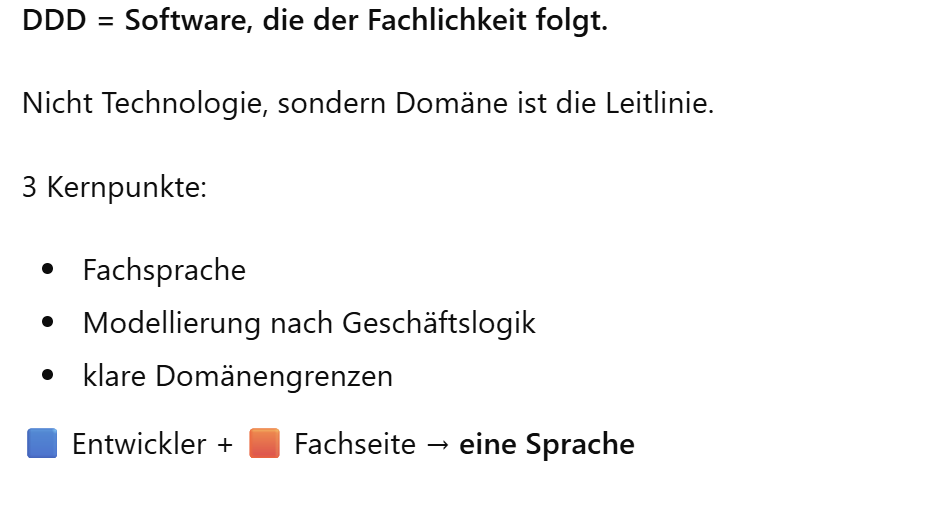 DDD = Software, die der Fachlichkeit folgt.
Nicht Technologie, sondern Domäne ist die Leitlinie.
3 Kernpunkte:
• Fachsprache
• Modellierung nach Geschäftslogik
• klare Domänengrenzen
🟦 Entwickler + 🟧 Fachseite → eine Sprache